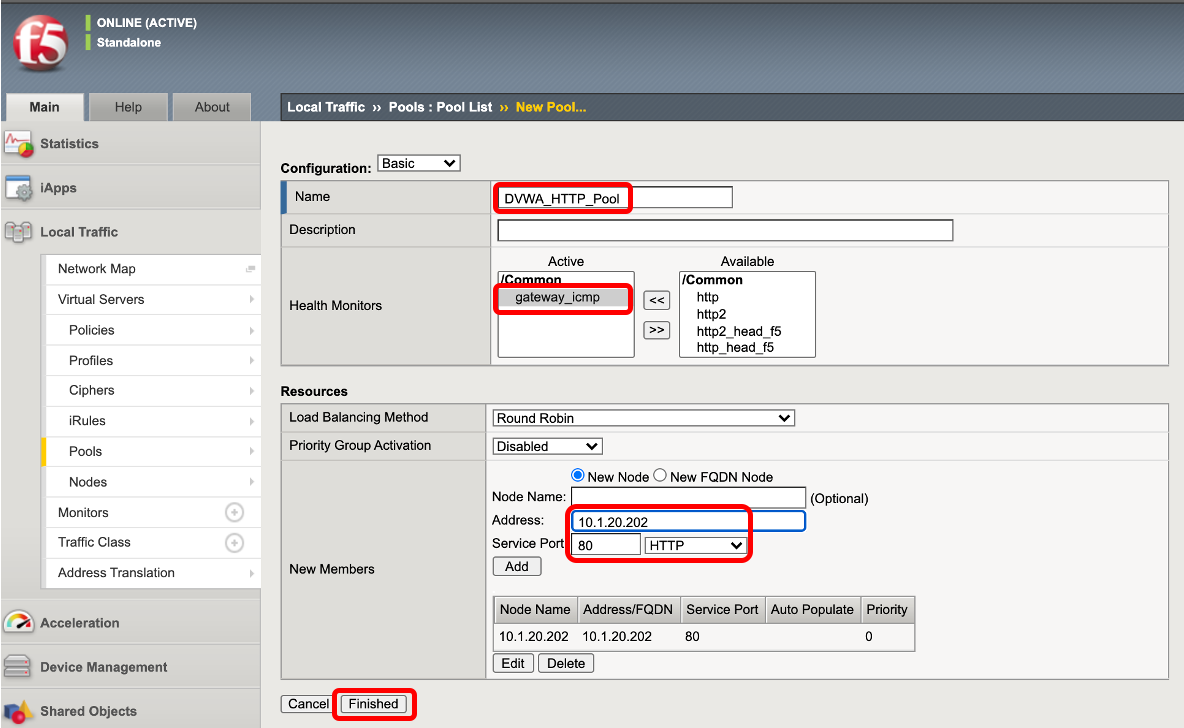 f5
ONLINE (ACTIVE)
Standalone
Main Help About
Local Traffic ›› Pools : Pool List ›› New Pool...
Statistics
iApps
Local Traffic
Network Map
Virtual Servers
Policies
Profiles
Ciphers
iRules
Pools
Nodes
Monitors
Traffic Class
Address Translation
Acceleration
Device Management
Shared Objects
Configuration: Basic
Name DVWA_HTTP_Pool
Description
Health Monitors
Active
/Common
gateway_icmp
<<
>>
Available
/Common
http
http2
http2_head_f5
http_head_f5
Resources
Load Balancing Method Round Robin
Priority Group Activation Disabled
New Members
New Node New FQDN Node
Node Name: (Optional)
Address: 10.1.20.202
Service Port 80 HTTP
Add
Node Name Address/FQDN Service Port Auto Populate Priority
10.1.20.202 10.1.20.202 80 0
Edit Delete
Cancel Finished